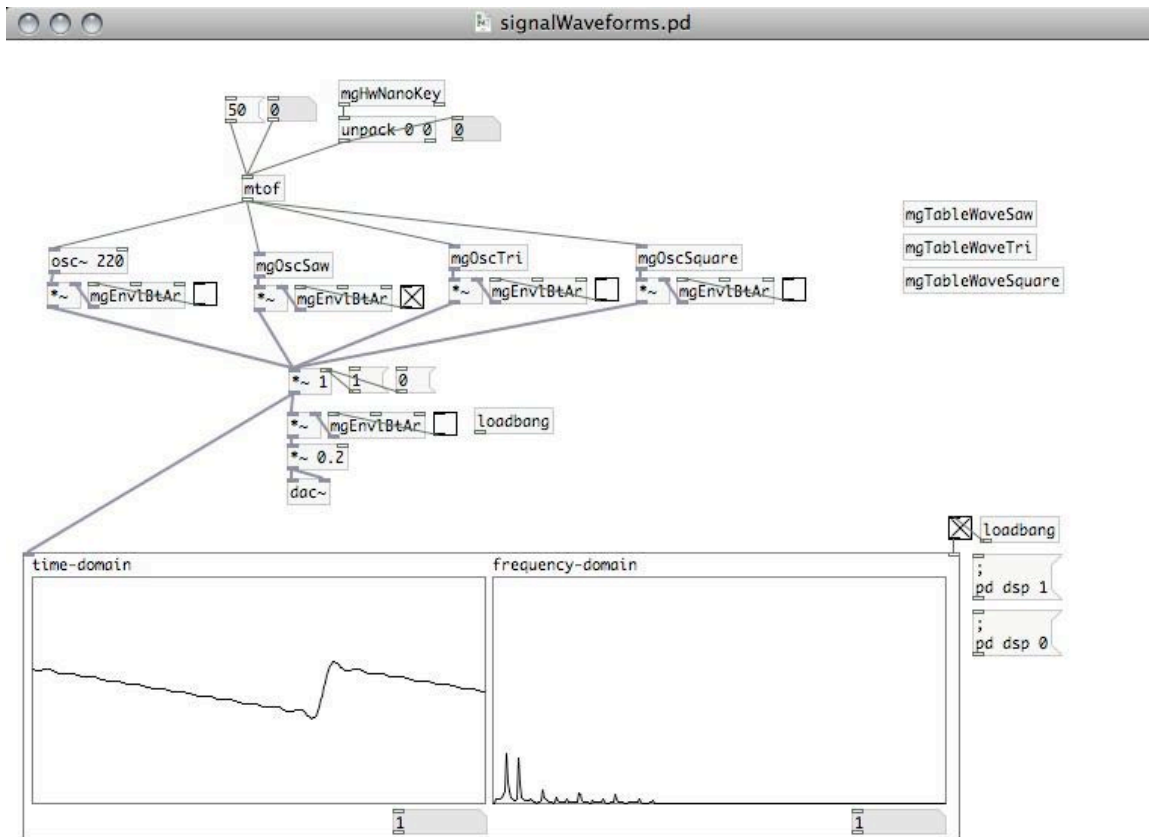 signalWaveforms.pd
mgHwNanoKey
50 0
unpack 0 0 0
mtof
mgTableWaveSaw
osc~ 220 mgOscSaw mgOscTri mgOscSquare
mgTableWaveTri
*~ mgEnvlBtAr *~ mgEnvlBtAr *~ mgEnvlBtAr *~ mgEnvlBtAr
mgTableWaveSquare
*~ 1 1 0
*~ mgEnvlBtAr loadbang
*~ 0.2
dac~
loadbang
time-domain frequency-domain
;
pd dsp 1
;
pd dsp 0
1 1